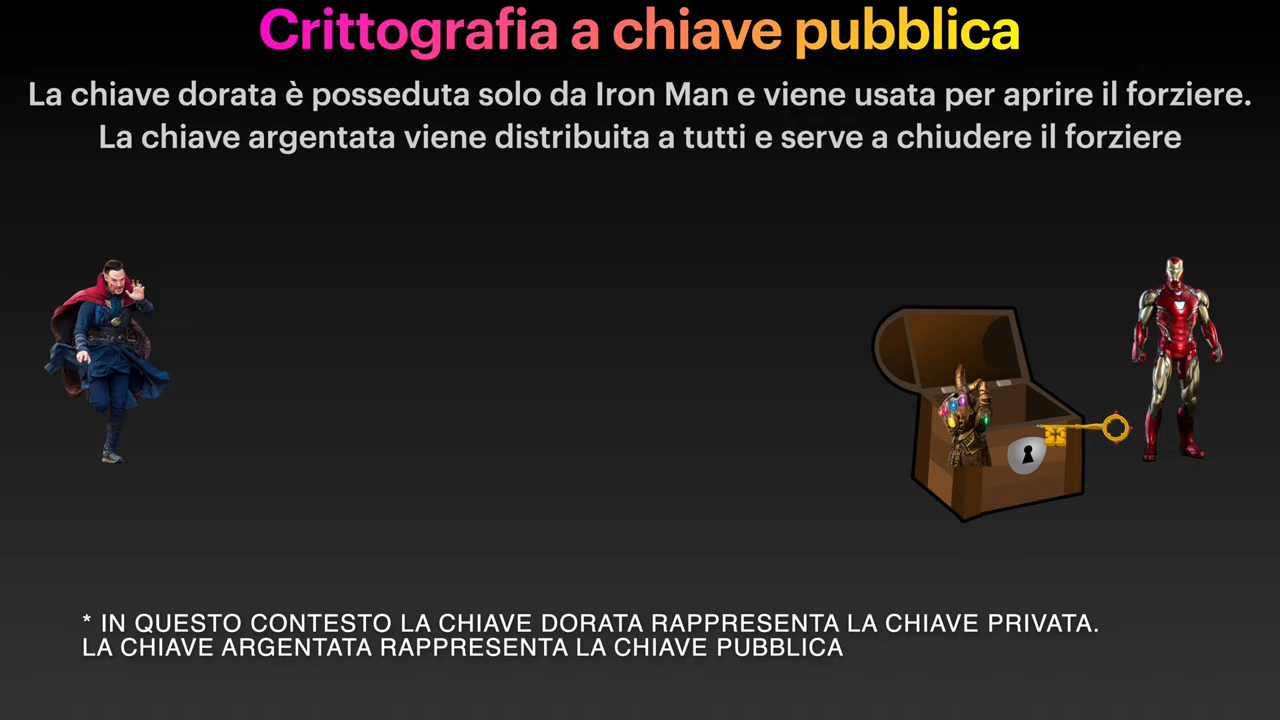 Crittografia a chiave pubblica
La chiave dorata è posseduta solo da Iron Man e viene usata per aprire il forziere.
La chiave argentata viene distribuita a tutti e serve a chiudere il forziere
* IN QUESTO CONTESTO LA CHIAVE DORATA RAPPRESENTA LA CHIAVE PRIVATA.
LA CHIAVE ARGENTATA RAPPRESENTA LA CHIAVE PUBBLICA